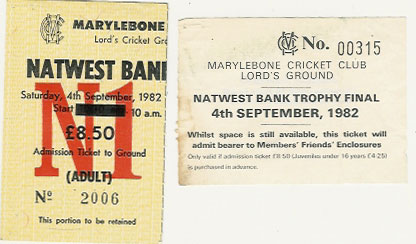 MARYLEBONE
Lord's Cricket Gr
NATWEST BANK
Saturday, 4th September, 1982
Start 10 a.m.
£8.50
Admission Ticket to Ground
(ADULT)
Nº 2006
This portion to be retained
MCC No. 00315
MARYLEBONE CRICKET CLUB
LORD'S GROUND
NATWEST BANK TROPHY FINAL
4th SEPTEMBER, 1982
Whilst space is still available, this ticket will
admit bearer to Members' Friends' Enclosures
Only valid if admission ticket £8·50 (Juveniles under 16 years £4·25)
is purchased in advance.